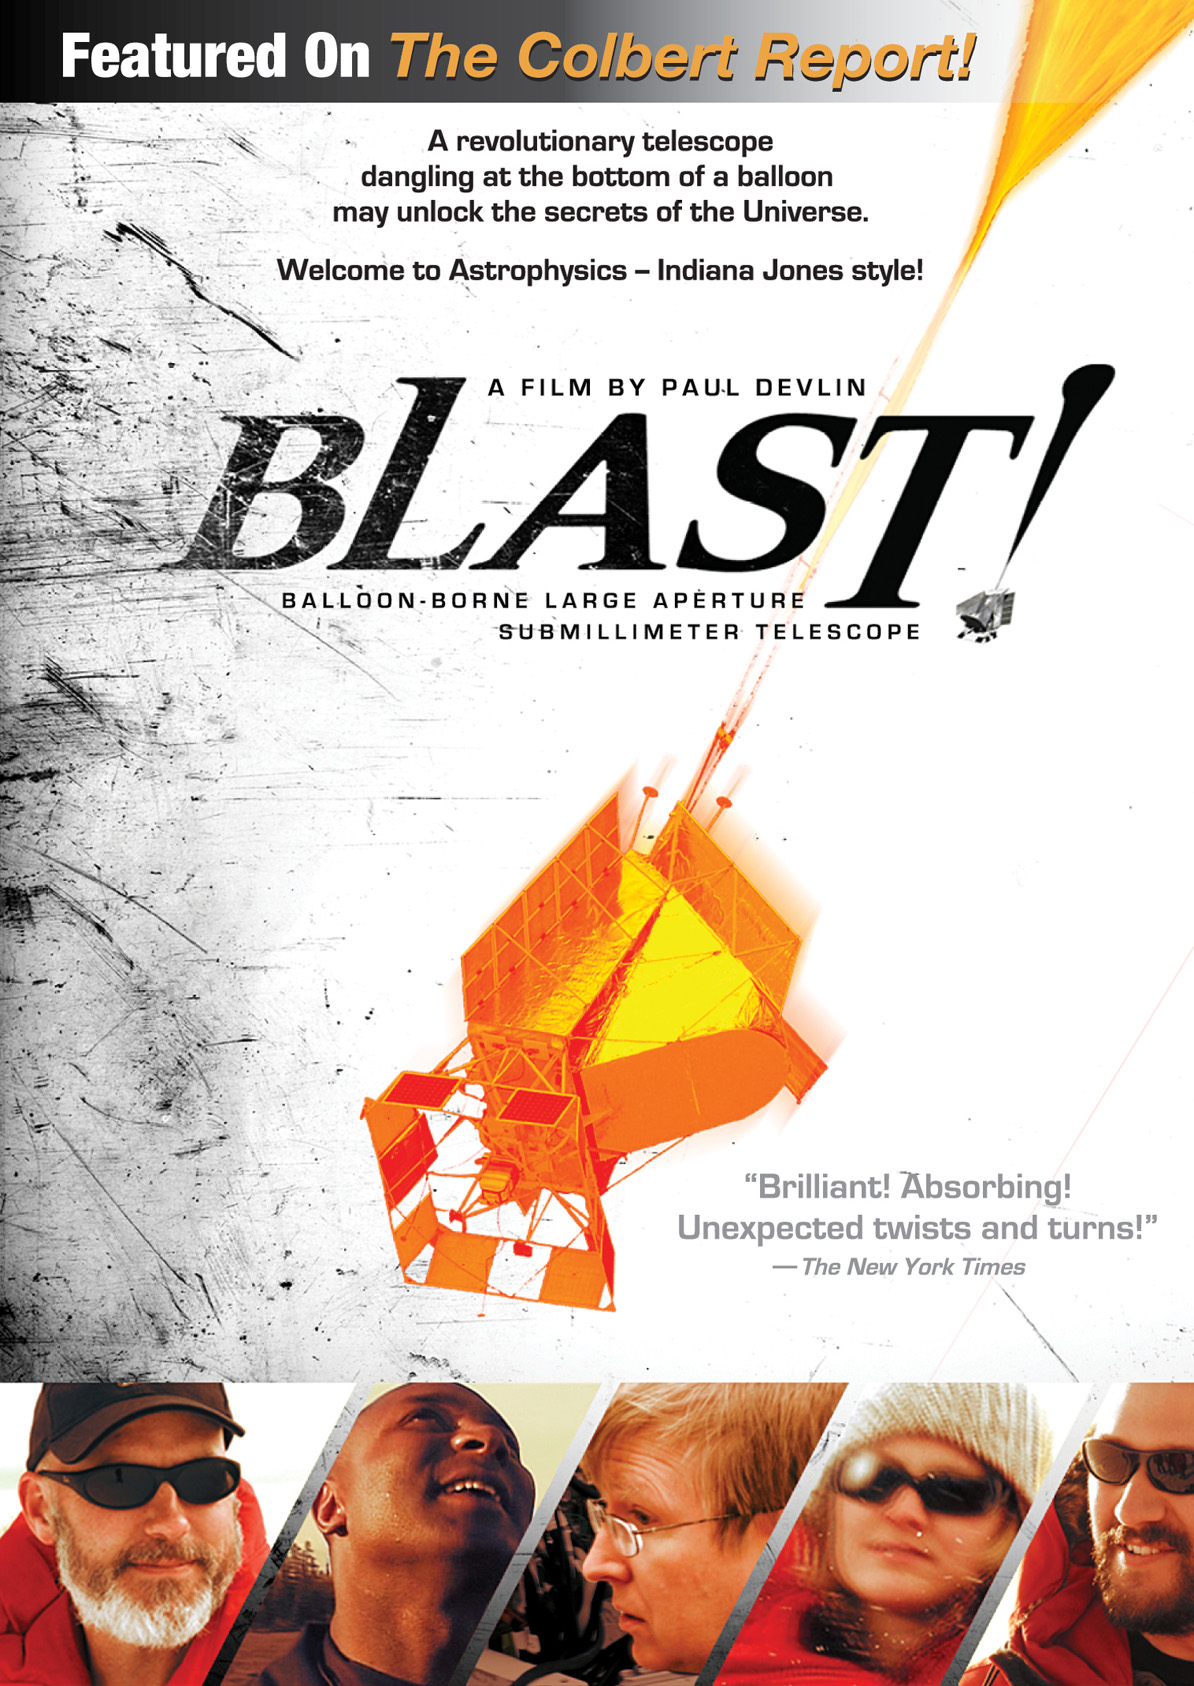 Featured On The Colbert Report!
A revolutionary telescope
dangling at the bottom of a balloon
may unlock the secrets of the Universe.
Welcome to Astrophysics – Indiana Jones style!
A FILM BY PAUL DEVLIN
BLAST!
BALLOON-BORNE LARGE APERTURE
SUBMILLIMETER TELESCOPE
“Brilliant! Absorbing!
Unexpected twists and turns!”
— The New York Times